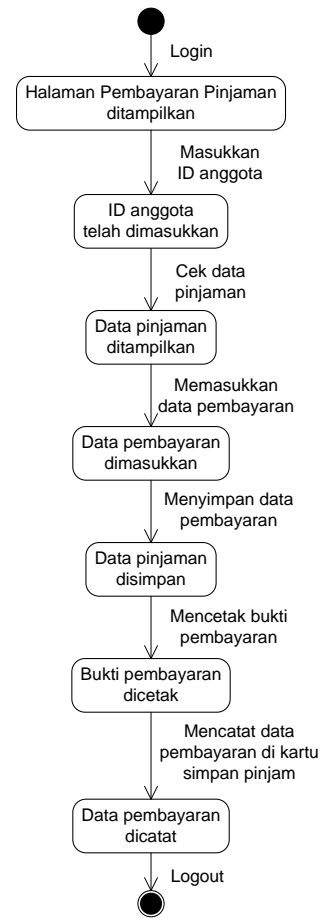 Login
Halaman Pembayaran Pinjaman
ditampilkan
Masukkan
ID anggota
ID anggota
telah dimasukkan
Cek data
pinjaman
Data pinjaman
ditampilkan
Memasukkan
data pembayaran
Data pembayaran
dimasukkan
Menyimpan data
pembayaran
Data pinjaman
disimpan
Mencetak bukti
pembayaran
Bukti pembayaran
dicetak
Mencatat data
pembayaran di kartu
simpan pinjam
Data pembayaran
dicatat
Logout